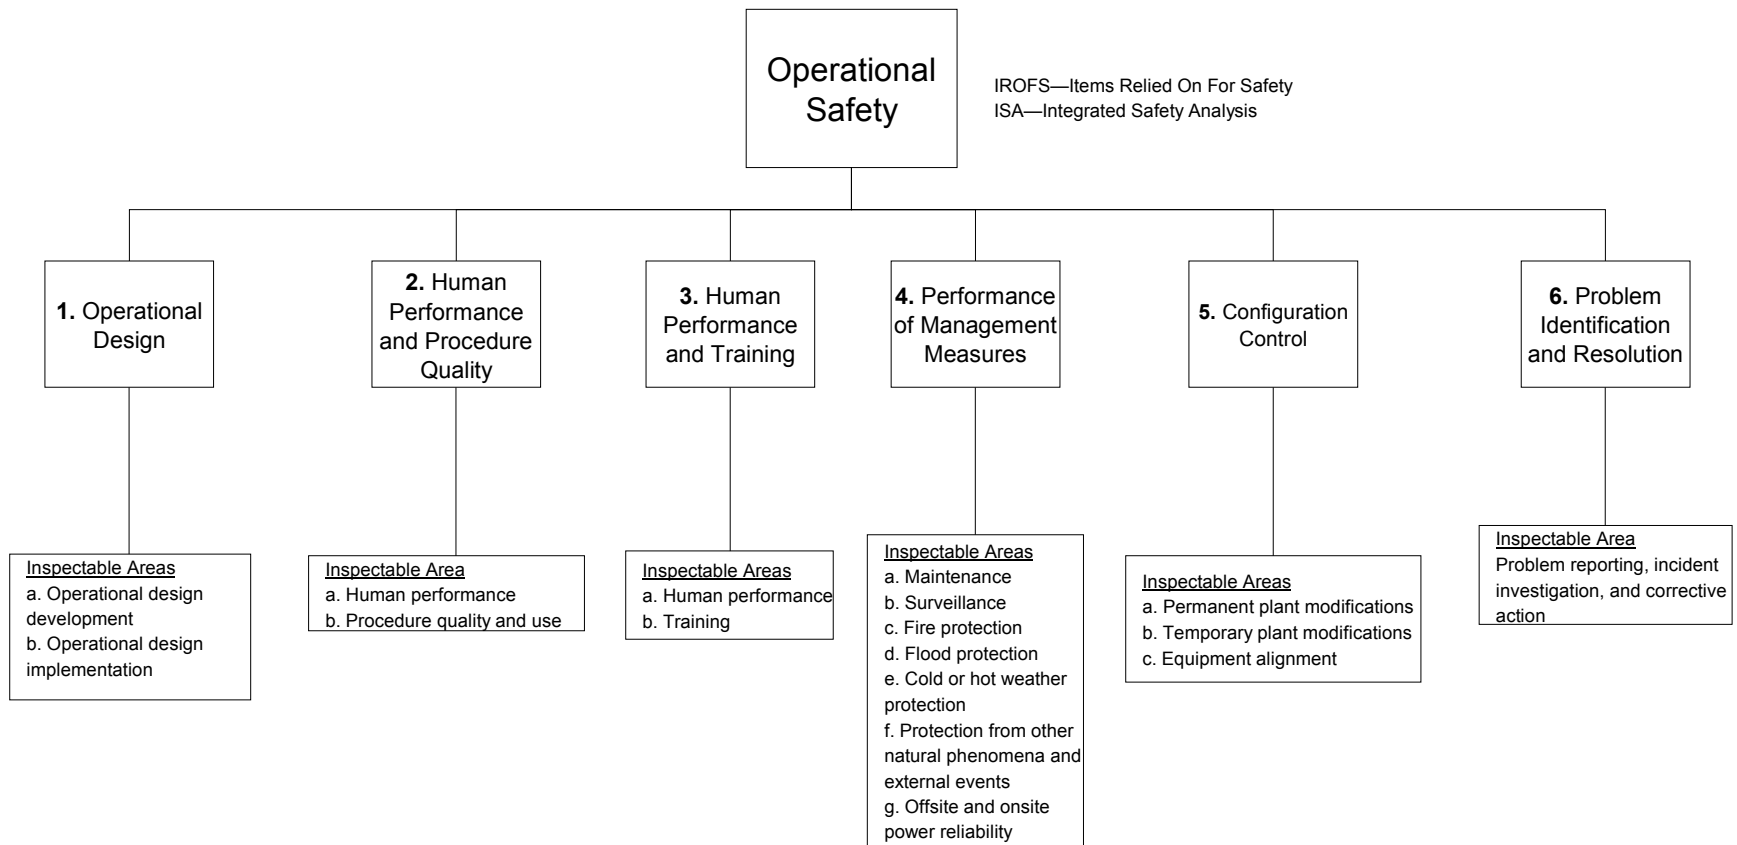 Operational
Safety
IROFS—Items Relied On For Safety
ISA—Integrated Safety Analysis
1. Operational
Design
2. Human
Performance
and Procedure
Quality
3. Human
Performance
and Training
4. Performance
of Management
Measures
5. Configuration
Control
6. Problem
Identification
and Resolution
Inspectable Areas
a. Operational design
development
b. Operational design
implementation
Inspectable Area
a. Human performance
b. Procedure quality and use
Inspectable Areas
a. Human performance
b. Training
Inspectable Areas
a. Maintenance
b. Surveillance
c. Fire protection
d. Flood protection
e. Cold or hot weather
protection
f. Protection from other
natural phenomena and
external events
g. Offsite and onsite
power reliability
Inspectable Areas
a. Permanent plant modifications
b. Temporary plant modifications
c. Equipment alignment
Inspectable Area
Problem reporting, incident
investigation, and corrective
action